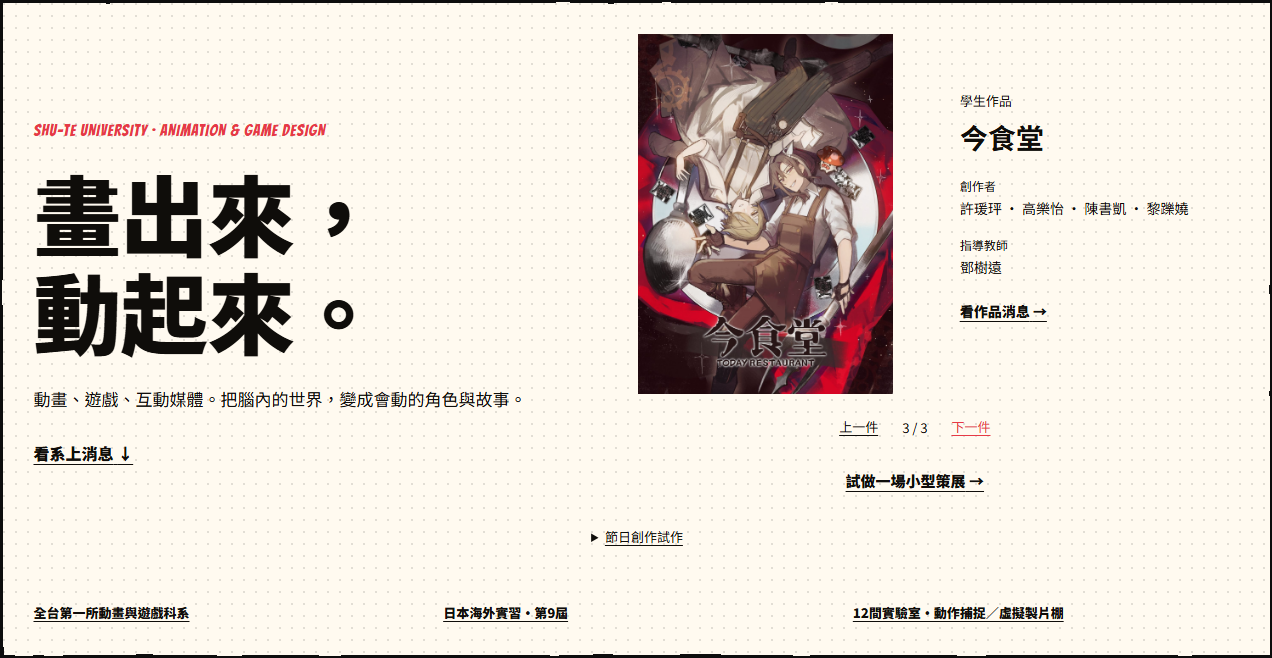 SHU-TE UNIVERSITY · ANIMATION & GAME DESIGN
畫出來，
動起來。
動畫、遊戲、互動媒體。把腦內的世界，變成會動的角色與故事。
看系上消息 ↓
今食堂
TODAY RESTAURANT
學生作品
今食堂
創作者
許瑗玶 · 高樂怡 · 陳書凱 · 黎躒嬈
指導教師
鄧樹遠
看作品消息 →
上一件 3 / 3 下一件
試做一場小型策展 →
▶ 節日創作試作
全台第一所動畫與遊戲科系
日本海外實習·第9屆
12間實驗室·動作捕捉／虛擬製片棚